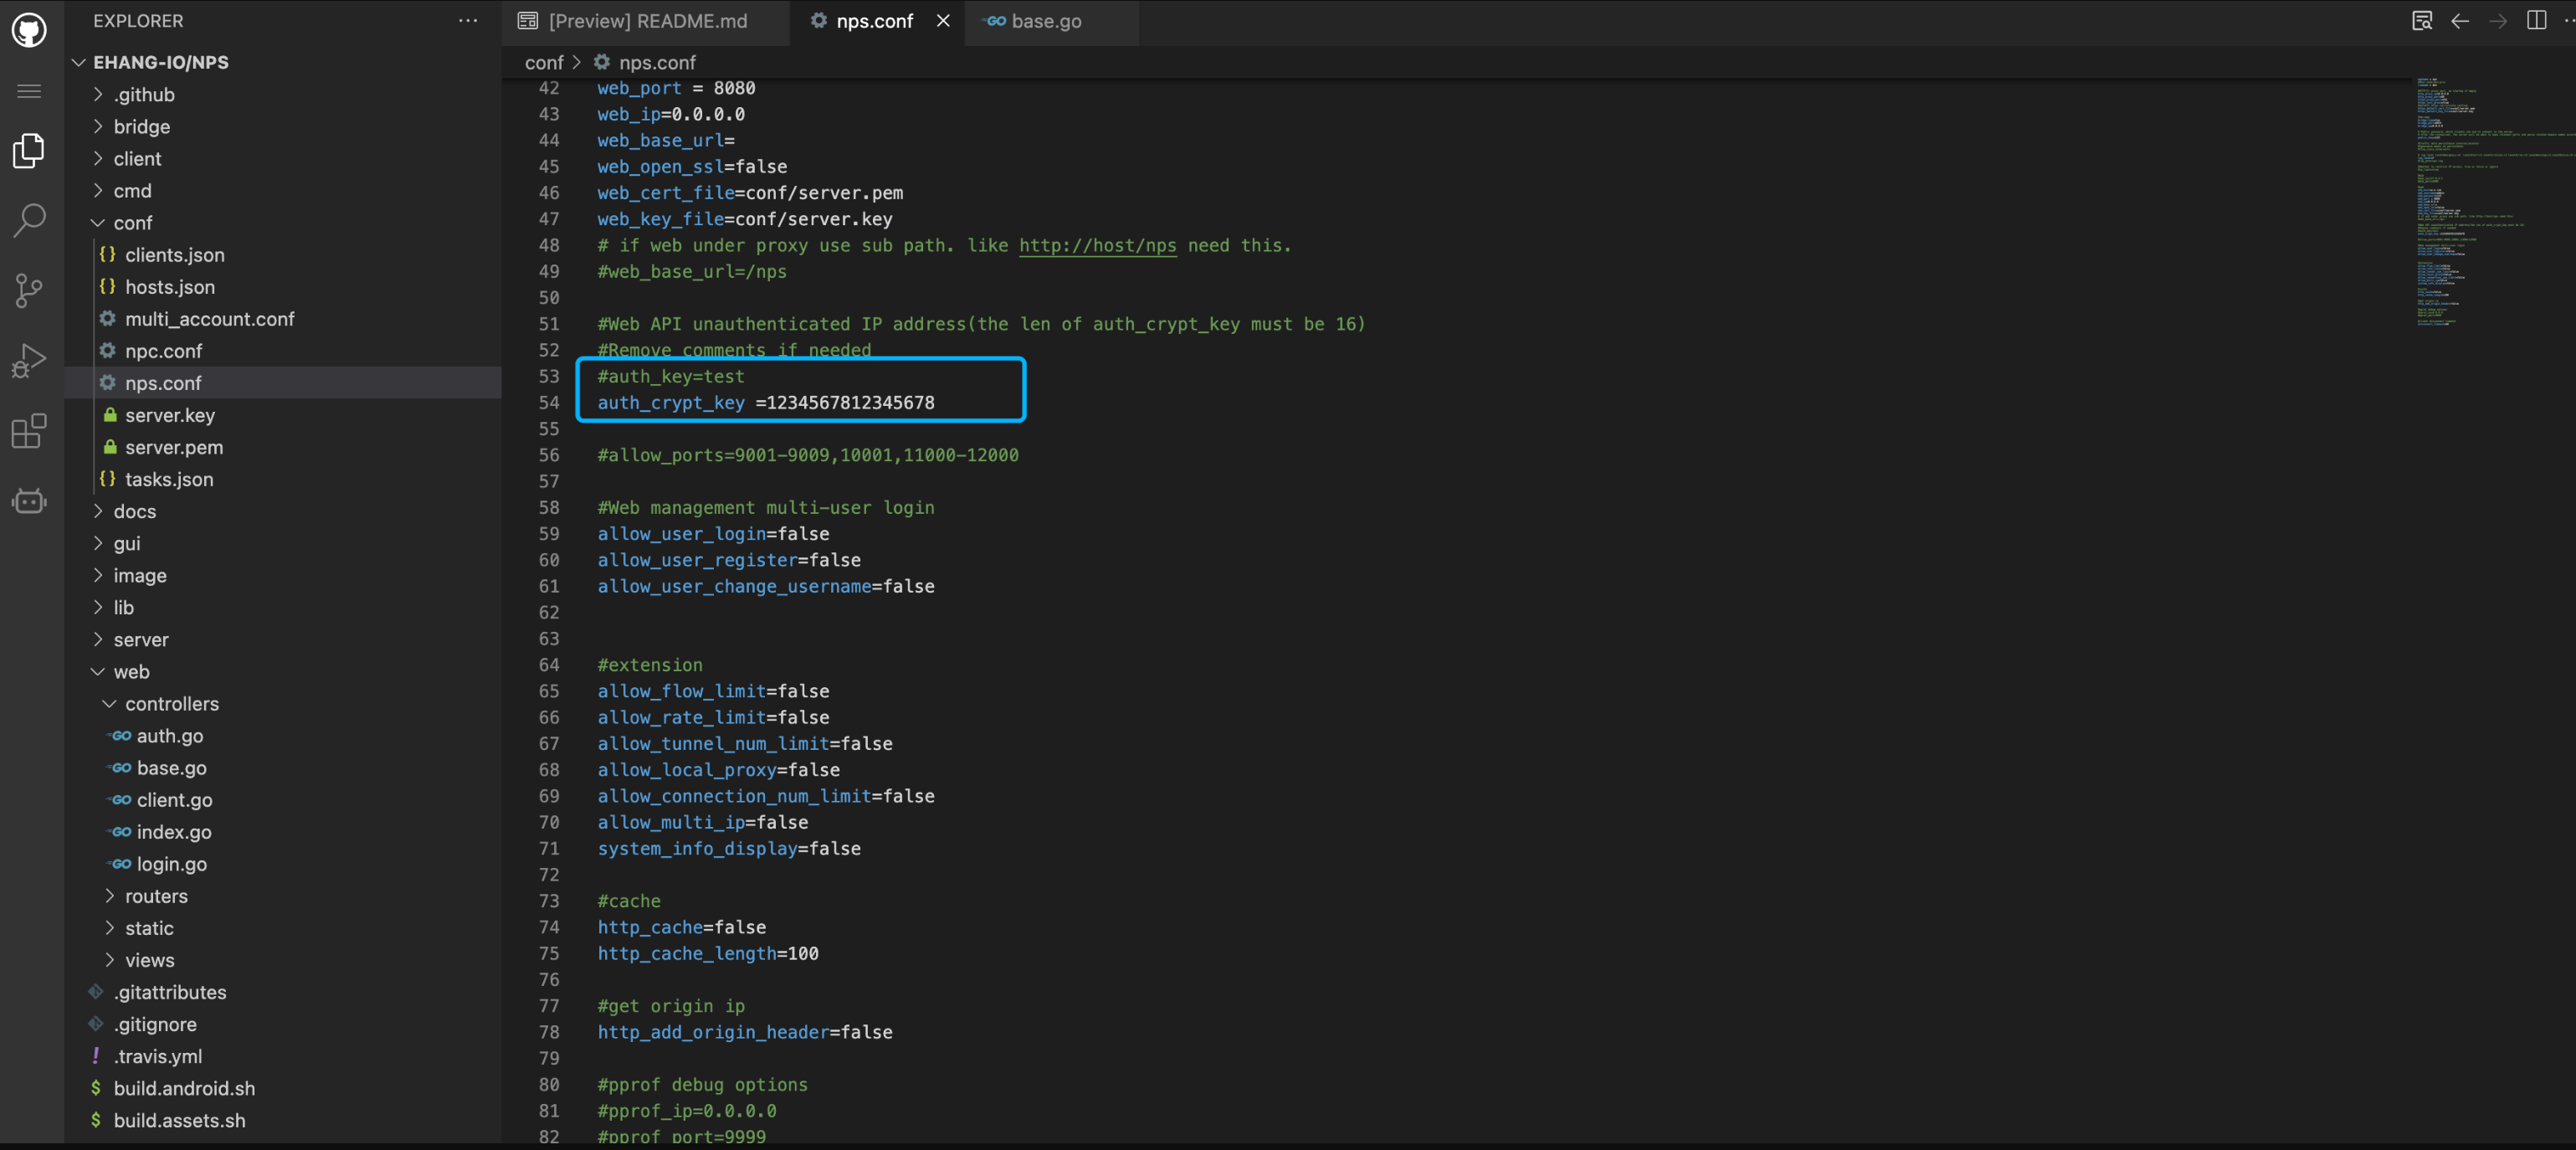 EXPLORER
EHANG-IO/NPS
.github
bridge
client
cmd
conf
clients.json
hosts.json
multi_account.conf
npc.conf
nps.conf
server.key
server.pem
tasks.json
docs
gui
image
lib
server
web
controllers
auth.go
base.go
client.go
index.go
login.go
routers
static
views
.gitattributes
.gitignore
.travis.yml
build.android.sh
build.assets.sh
[Preview] README.md
nps.conf
base.go
conf > nps.conf
42 web_port = 8080
43 web_ip=0.0.0.0
44 web_base_url=
45 web_open_ssl=false
46 web_cert_file=conf/server.pem
47 web_key_file=conf/server.key
48 # if web under proxy use sub path. like http://host/nps need this.
49 #web_base_url=/nps
50
51 #Web API unauthenticated IP address(the len of auth_crypt_key must be 16)
52 #Remove comments if needed
53 #auth_key=test
54 auth_crypt_key =1234567812345678
55
56 #allow_ports=9001-9009,10001,11000-12000
57
58 #Web management multi-user login
59 allow_user_login=false
60 allow_user_register=false
61 allow_user_change_username=false
62
63
64 #extension
65 allow_flow_limit=false
66 allow_rate_limit=false
67 allow_tunnel_num_limit=false
68 allow_local_proxy=false
69 allow_connection_num_limit=false
70 allow_multi_ip=false
71 system_info_display=false
72
73 #cache
74 http_cache=false
75 http_cache_length=100
76
77 #get origin ip
78 http_add_origin_header=false
79
80 #pprof debug options
81 #pprof_ip=0.0.0.0
82 #pprof_port=9999